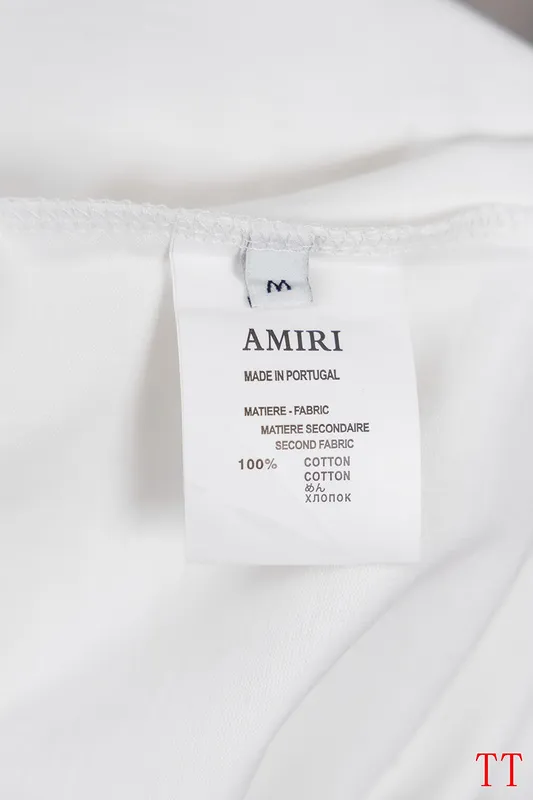 M
AMIRI
MADE IN PORTUGAL
MATIERE - FABRIC
MATIERE SECONDAIRE
SECOND FABRIC
100% COTTON
COTTON
めん
ХЛОПОК
TT